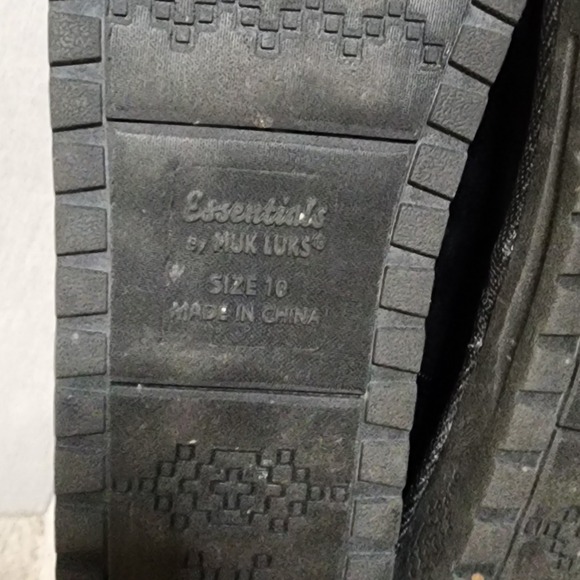 Essentials
By MUK LUKS®
SIZE 10
MADE IN CHINA